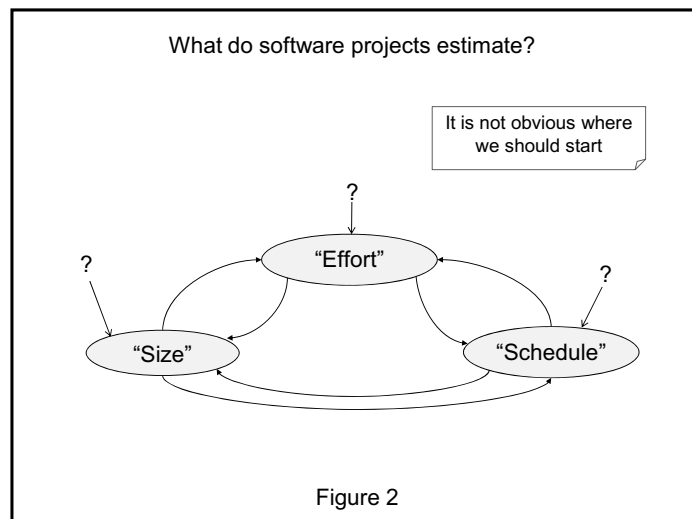 What do software projects estimate?
It is not obvious where
we should start
?
“Effort”
?
?
“Size”
“Schedule”
Figure 2